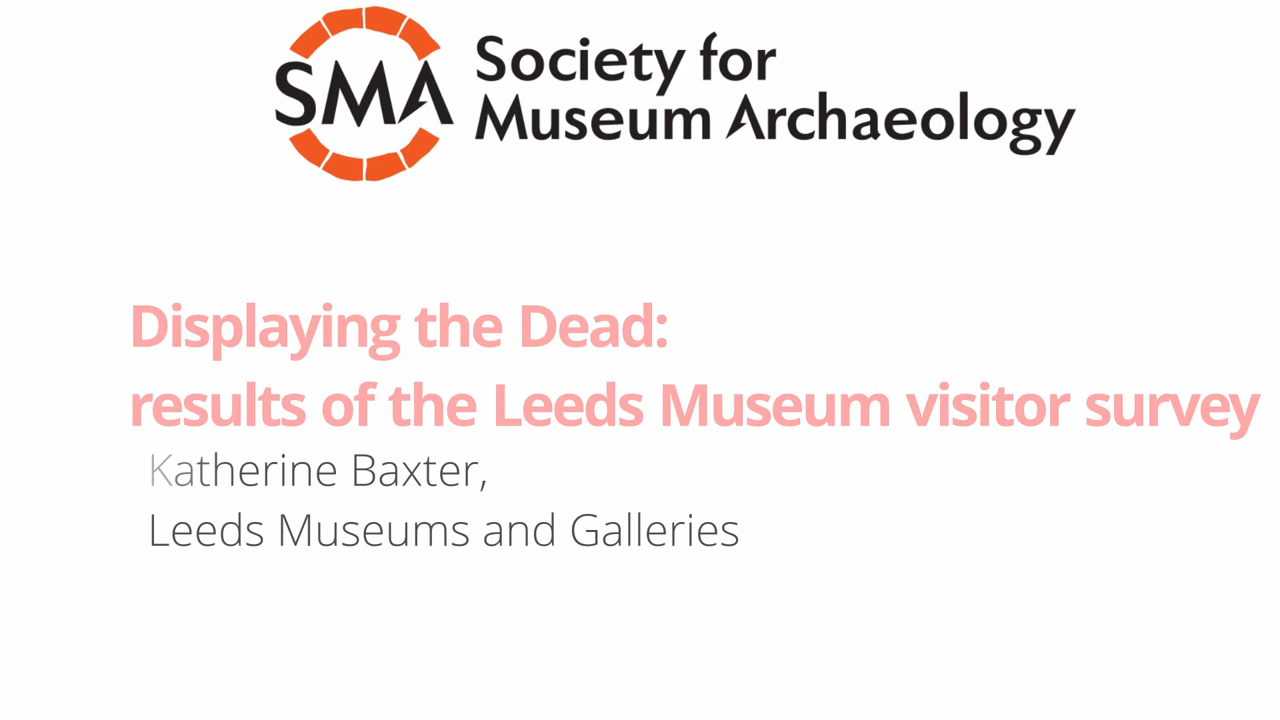 SMA
Society for
Museum Archaeology
Displaying the Dead:
results of the Leeds Museum visitor survey
Katherine Baxter,
Leeds Museums and Galleries